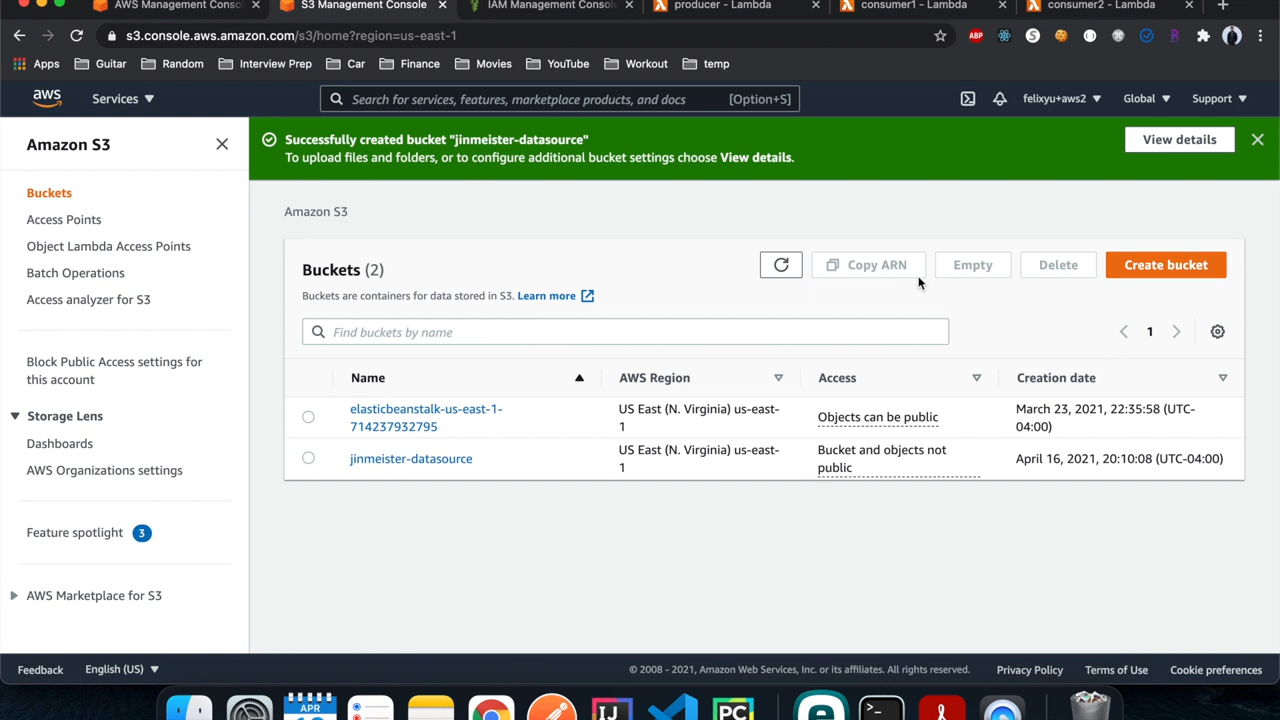 AWS Management Consol
S3 Management Console
IAM Management Console
producer - Lambda
consumer1 - Lambda
consumer2 - Lambda
s3.console.aws.amazon.com/s3/home?region=us-east-1
ABP
Apps
Guitar
Random
Interview Prep
Car
Finance
Movies
YouTube
Workout
temp
aws
Services
Search for services, features, marketplace products, and docs
[Option+S]
felixyu+aws2
Global
Support
Amazon S3
Buckets
Access Points
Object Lambda Access Points
Batch Operations
Access analyzer for S3
Block Public Access settings for
this account
Storage Lens
Dashboards
AWS Organizations settings
Feature spotlight 3
AWS Marketplace for S3
Successfully created bucket "jinmeister-datasource"
To upload files and folders, or to configure additional bucket settings choose View details.
View details
Amazon S3
Buckets (2)
Copy ARN
Empty
Delete
Create bucket
Buckets are containers for data stored in S3. Learn more
Find buckets by name
1
Name
AWS Region
Access
Creation date
elasticbeanstalk-us-east-1-
714237932795
US East (N. Virginia) us-east-
1
Objects can be public
March 23, 2021, 22:35:58 (UTC-
04:00)
jinmeister-datasource
US East (N. Virginia) us-east-
1
Bucket and objects not
public
April 16, 2021, 20:10:08 (UTC-04:00)
Feedback
English (US)
© 2008 - 2021, Amazon Web Services, Inc. or its affiliates. All rights reserved.
Privacy Policy
Terms of Use
Cookie preferences
APR
IJ
PC